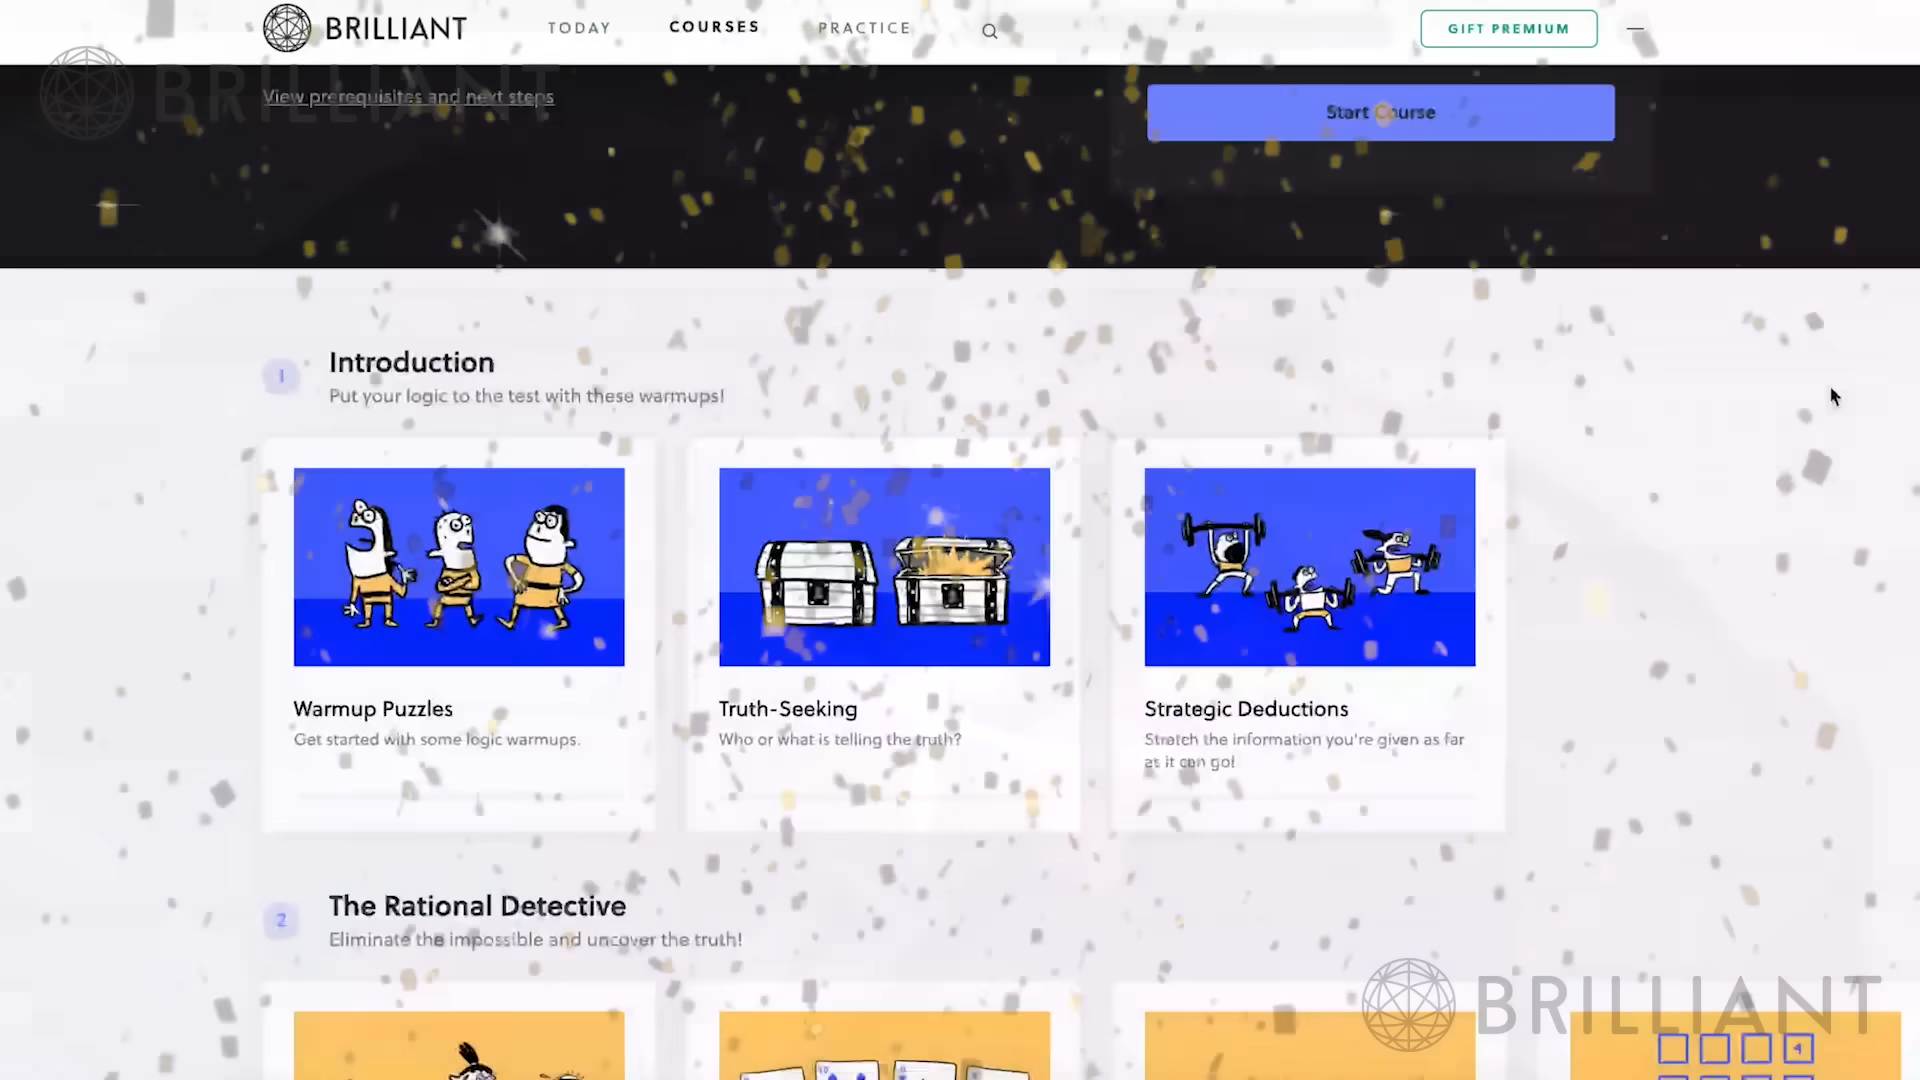 BRILLIANT
TODAY
COURSES
PRACTICE
GIFT PREMIUM
BRILLIANT
View prerequisites and next steps
Start Course
1
Introduction
Put your logic to the test with these warmups!
Warmup Puzzles
Get started with some logic warmups.
Truth-Seeking
Who or what is telling the truth?
Strategic Deductions
Stretch the information you're given as far
as it can go!
2
The Rational Detective
Eliminate the impossible and uncover the truth!
BRILLIANT
4